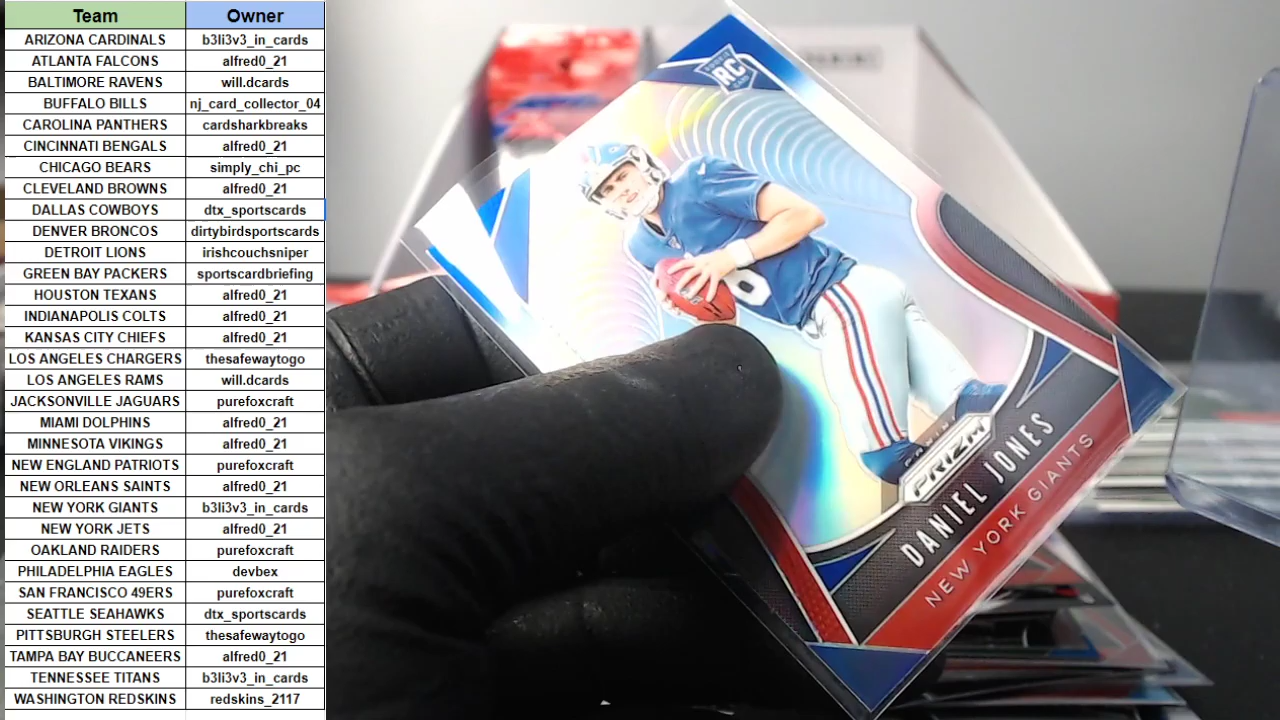 Team Owner
ARIZONA CARDINALS b3li3v3_in_cards
ATLANTA FALCONS alfred0_21
BALTIMORE RAVENS will.dcards
BUFFALO BILLS nj_card_collector_04
CAROLINA PANTHERS cardsharkbreaks
CINCINNATI BENGALS alfred0_21
CHICAGO BEARS simply_chi_pc
CLEVELAND BROWNS alfred0_21
DALLAS COWBOYS dtx_sportscards
DENVER BRONCOS dirtybirdsportscards
DETROIT LIONS irishcouchsniper
GREEN BAY PACKERS sportscardbriefing
HOUSTON TEXANS alfred0_21
INDIANAPOLIS COLTS alfred0_21
KANSAS CITY CHIEFS alfred0_21
LOS ANGELES CHARGERS thesafewaytogo
LOS ANGELES RAMS will.dcards
JACKSONVILLE JAGUARS purefoxcraft
MIAMI DOLPHINS alfred0_21
MINNESOTA VIKINGS alfred0_21
NEW ENGLAND PATRIOTS purefoxcraft
NEW ORLEANS SAINTS alfred0_21
NEW YORK GIANTS b3li3v3_in_cards
NEW YORK JETS alfred0_21
OAKLAND RAIDERS purefoxcraft
PHILADELPHIA EAGLES devbex
SAN FRANCISCO 49ERS purefoxcraft
SEATTLE SEAHAWKS dtx_sportscards
PITTSBURGH STEELERS thesafewaytogo
TAMPA BAY BUCCANEERS alfred0_21
TENNESSEE TITANS b3li3v3_in_cards
WASHINGTON REDSKINS redskins_2117
ROOKIE
RC
CARD
PANINI
PRIZM
DANIEL JONES
NEW YORK GIANTS